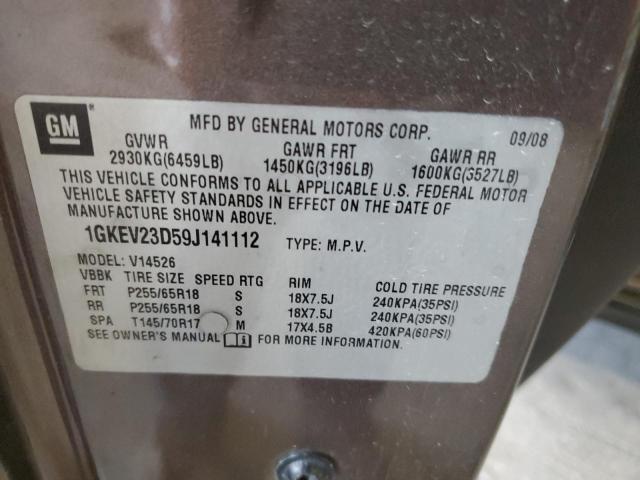 GM
MFD BY GENERAL MOTORS CORP. 09/08
GVWR GAWR FRT GAWR RR
2930KG(6459LB) 1450KG(3196LB) 1600KG(3527LB)
THIS VEHICLE CONFORMS TO ALL APPLICABLE U.S. FEDERAL MOTOR
VEHICLE SAFETY STANDARDS IN EFFECT ON THE DATE OF
MANUFACTURE SHOWN ABOVE.
1GKEV23D59J141112 TYPE: M.P.V.
MODEL: V14526
VBBK TIRE SIZE SPEED RTG RIM COLD TIRE PRESSURE
FRT P255/65R18 S 18X7.5J 240KPA(35PSI)
RR P255/65R18 S 18X7.5J 240KPA(35PSI)
SPA T145/70R17 M 17X4.5B 420KPA(60PSI)
SEE OWNER'S MANUAL FOR MORE INFORMATION.